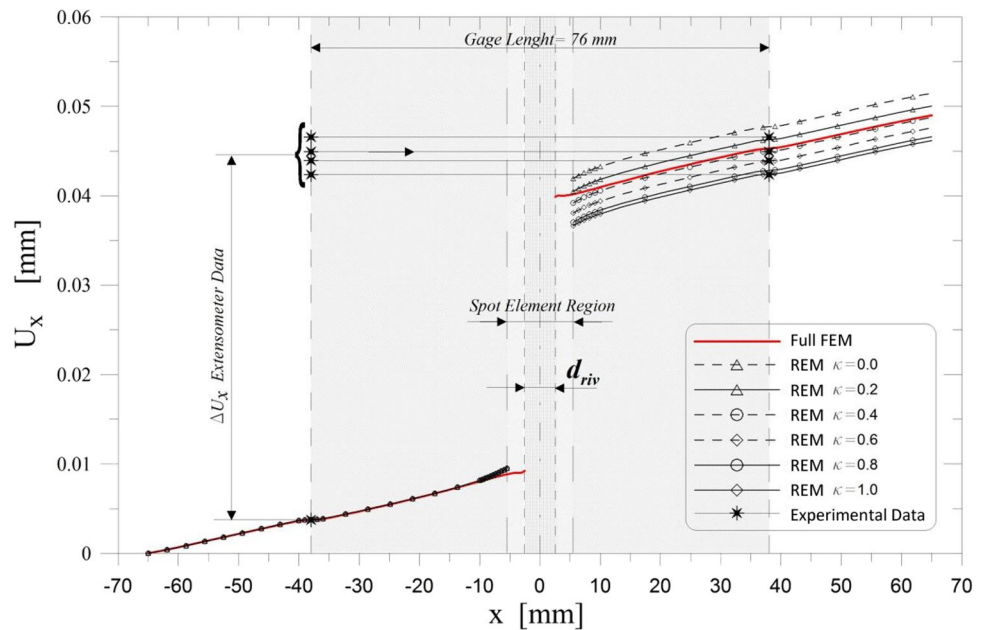 0.06
0.05
0.04
0.03
0.02
0.01
0
U x [mm]
Gage Lenght= 76 mm
ΔUx Extensometer Data
Spot Element Region
d riv
Full FEM
REM κ=0.0
REM κ=0.2
REM κ=0.4
REM κ=0.6
REM κ=0.8
REM κ=1.0
Experimental Data
-70 -60 -50 -40 -30 -20 -10 0 10 20 30 40 50 60 70
x [mm]